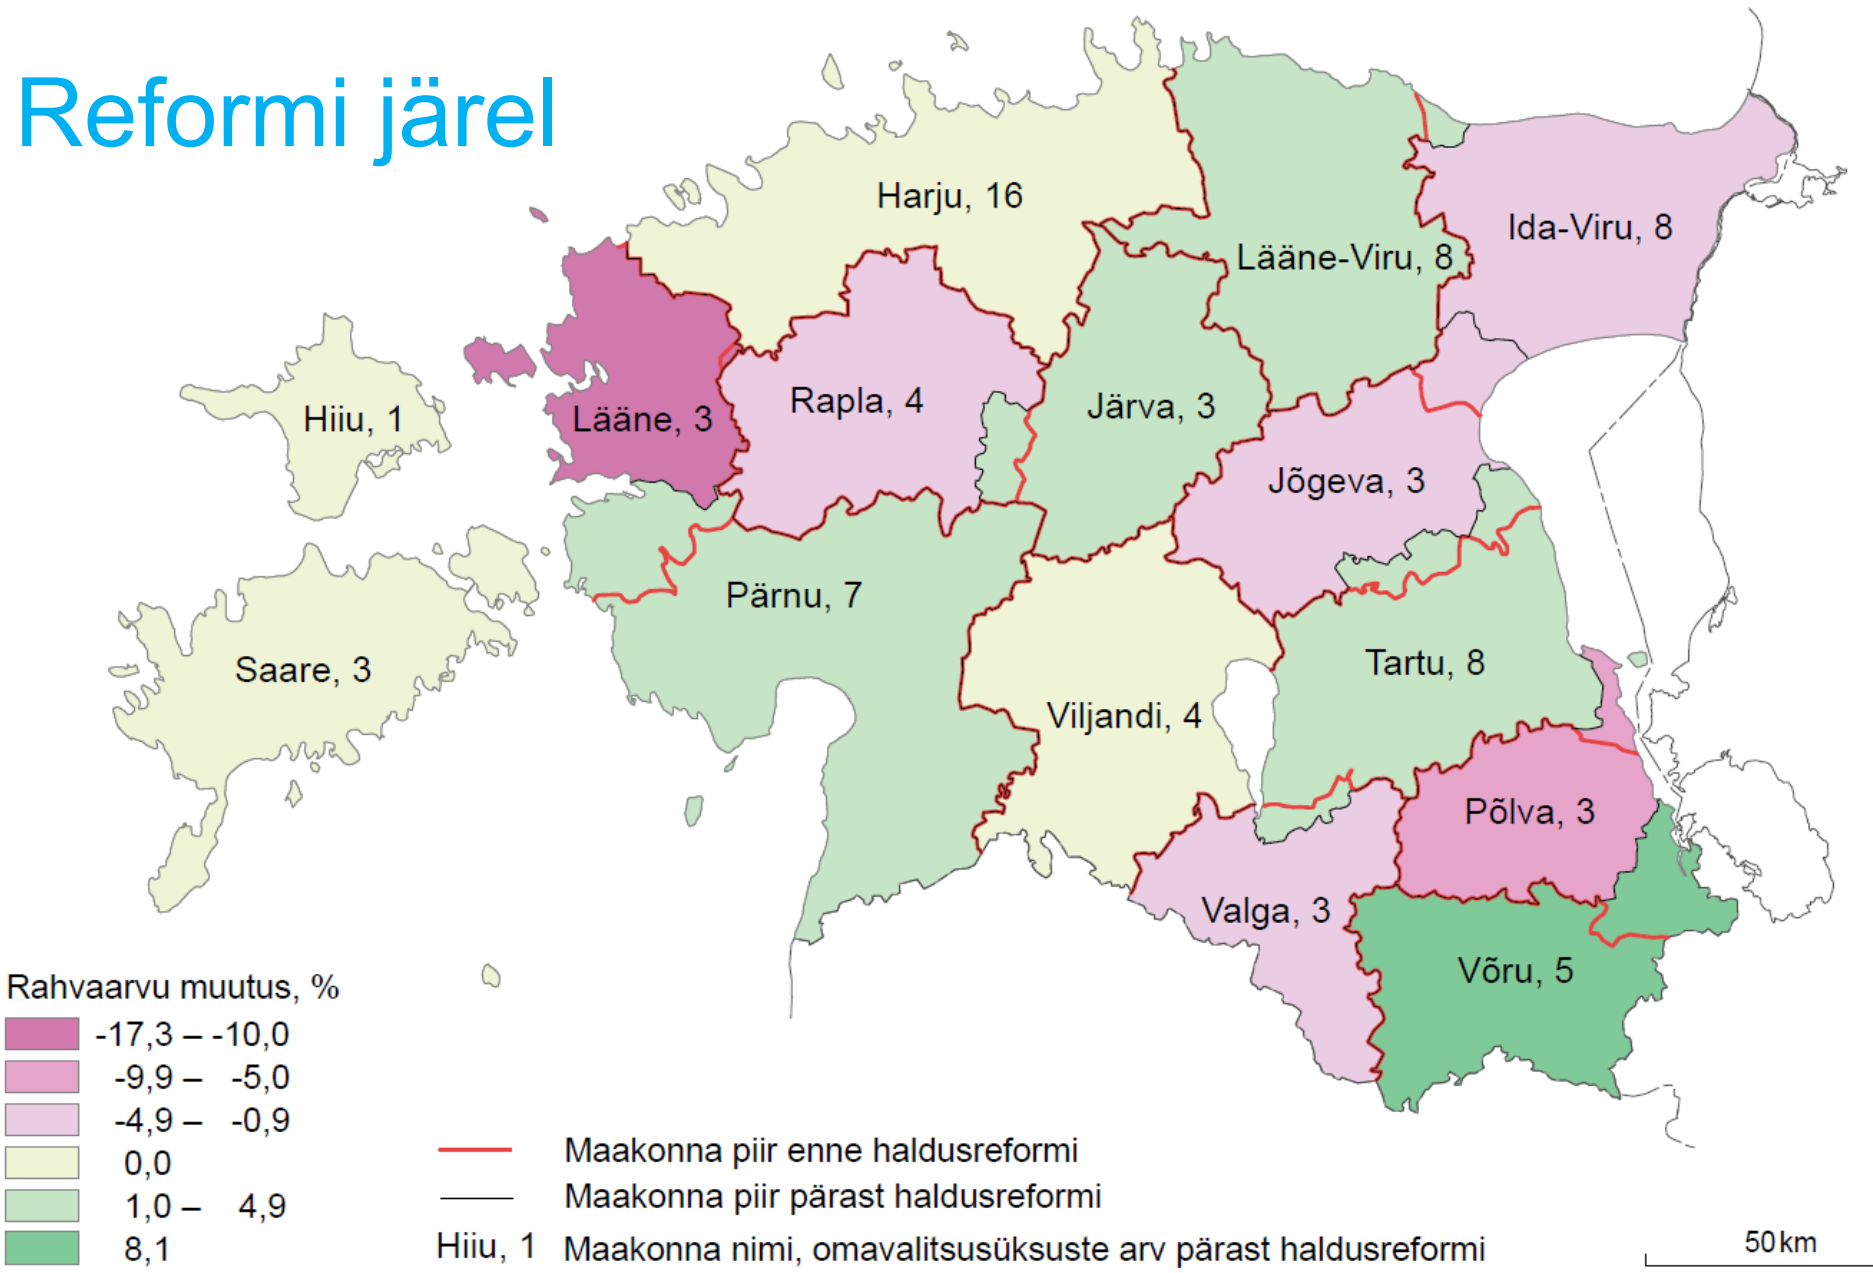 Reformi järel
Harju, 16
Ida-Viru, 8
Lääne-Viru, 8
Rapla, 4
Järva, 3
Hiiu, 1
Lääne, 3
Jõgeva, 3
Pärnu, 7
Saare, 3
Tartu, 8
Viljandi, 4
Põlva, 3
Valga, 3
Võru, 5
Rahvaarvu muutus, %
-17,3 – -10,0
-9,9 – -5,0
-4,9 – -0,9
0,0
1,0 – 4,9
8,1
Maakonna piir enne haldusreformi
Maakonna piir pärast haldusreformi
Hiiu, 1 Maakonna nimi, omavalitsusüksuste arv pärast haldusreformi
50 km